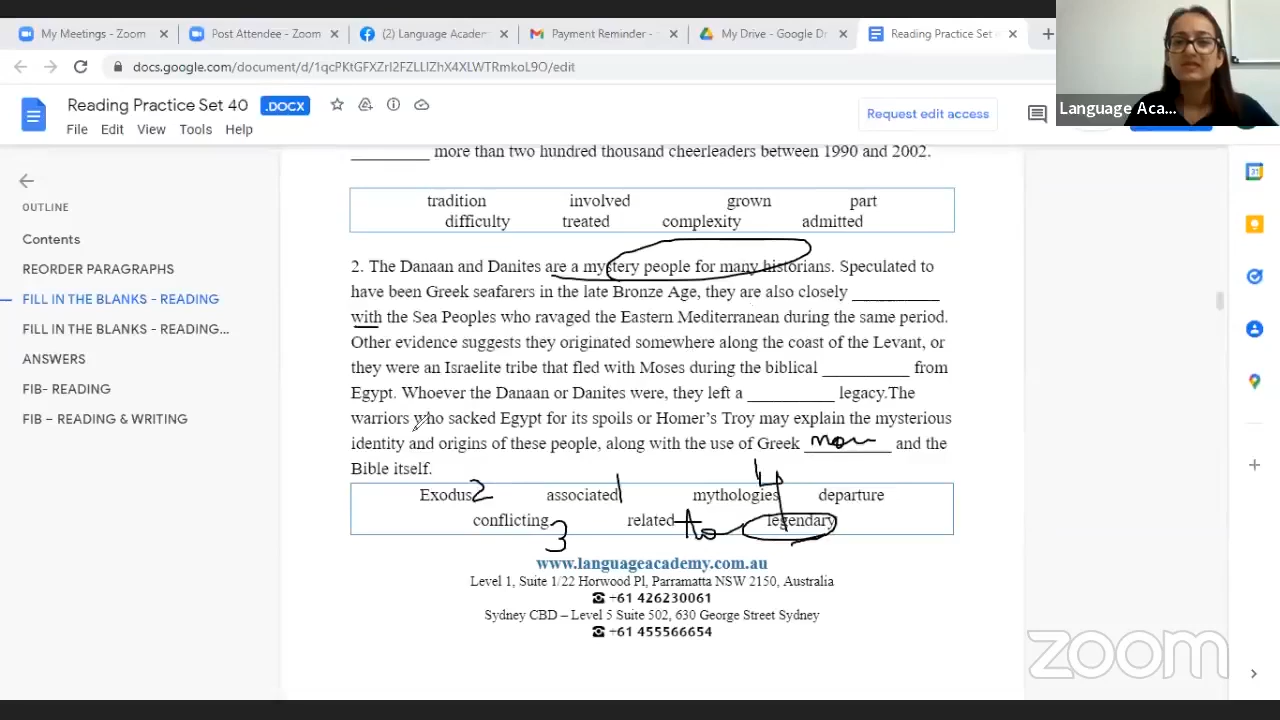 My Meetings - Zoom
Post Attendee - Zoom
(2) Language Acade
Payment Reminder -
My Drive - Google Dr
Reading Practice Set
docs.google.com/document/d/1qcPKtGFXZrI2FZLLlZhX4XLWTRmkoL9O/edit
Language Aca...
Reading Practice Set 40 .DOCX
Request edit access
File Edit View Tools Help
OUTLINE
Contents
REORDER PARAGRAPHS
FILL IN THE BLANKS - READING
FILL IN THE BLANKS - READING...
ANSWERS
FIB- READING
FIB – READING & WRITING
__________ more than two hundred thousand cheerleaders between 1990 and 2002.
tradition involved grown part
difficulty treated complexity admitted
2. The Danaan and Danites are a mystery people for many historians. Speculated to
have been Greek seafarers in the late Bronze Age, they are also closely __________
with the Sea Peoples who ravaged the Eastern Mediterranean during the same period.
Other evidence suggests they originated somewhere along the coast of the Levant, or
they were an Israelite tribe that fled with Moses during the biblical __________ from
Egypt. Whoever the Danaan or Danites were, they left a __________ legacy.The
warriors who sacked Egypt for its spoils or Homer's Troy may explain the mysterious
identity and origins of these people, along with the use of Greek __________ and the
Bible itself.
Exodus 2 associated 1 mythologies 4 departure
conflicting 3 related to legendary
www.languageacademy.com.au
Level 1, Suite 1/22 Horwood Pl, Parramatta NSW 2150, Australia
☎ +61 426230061
Sydney CBD – Level 5 Suite 502, 630 George Street Sydney
☎ +61 455566654
31
zoom